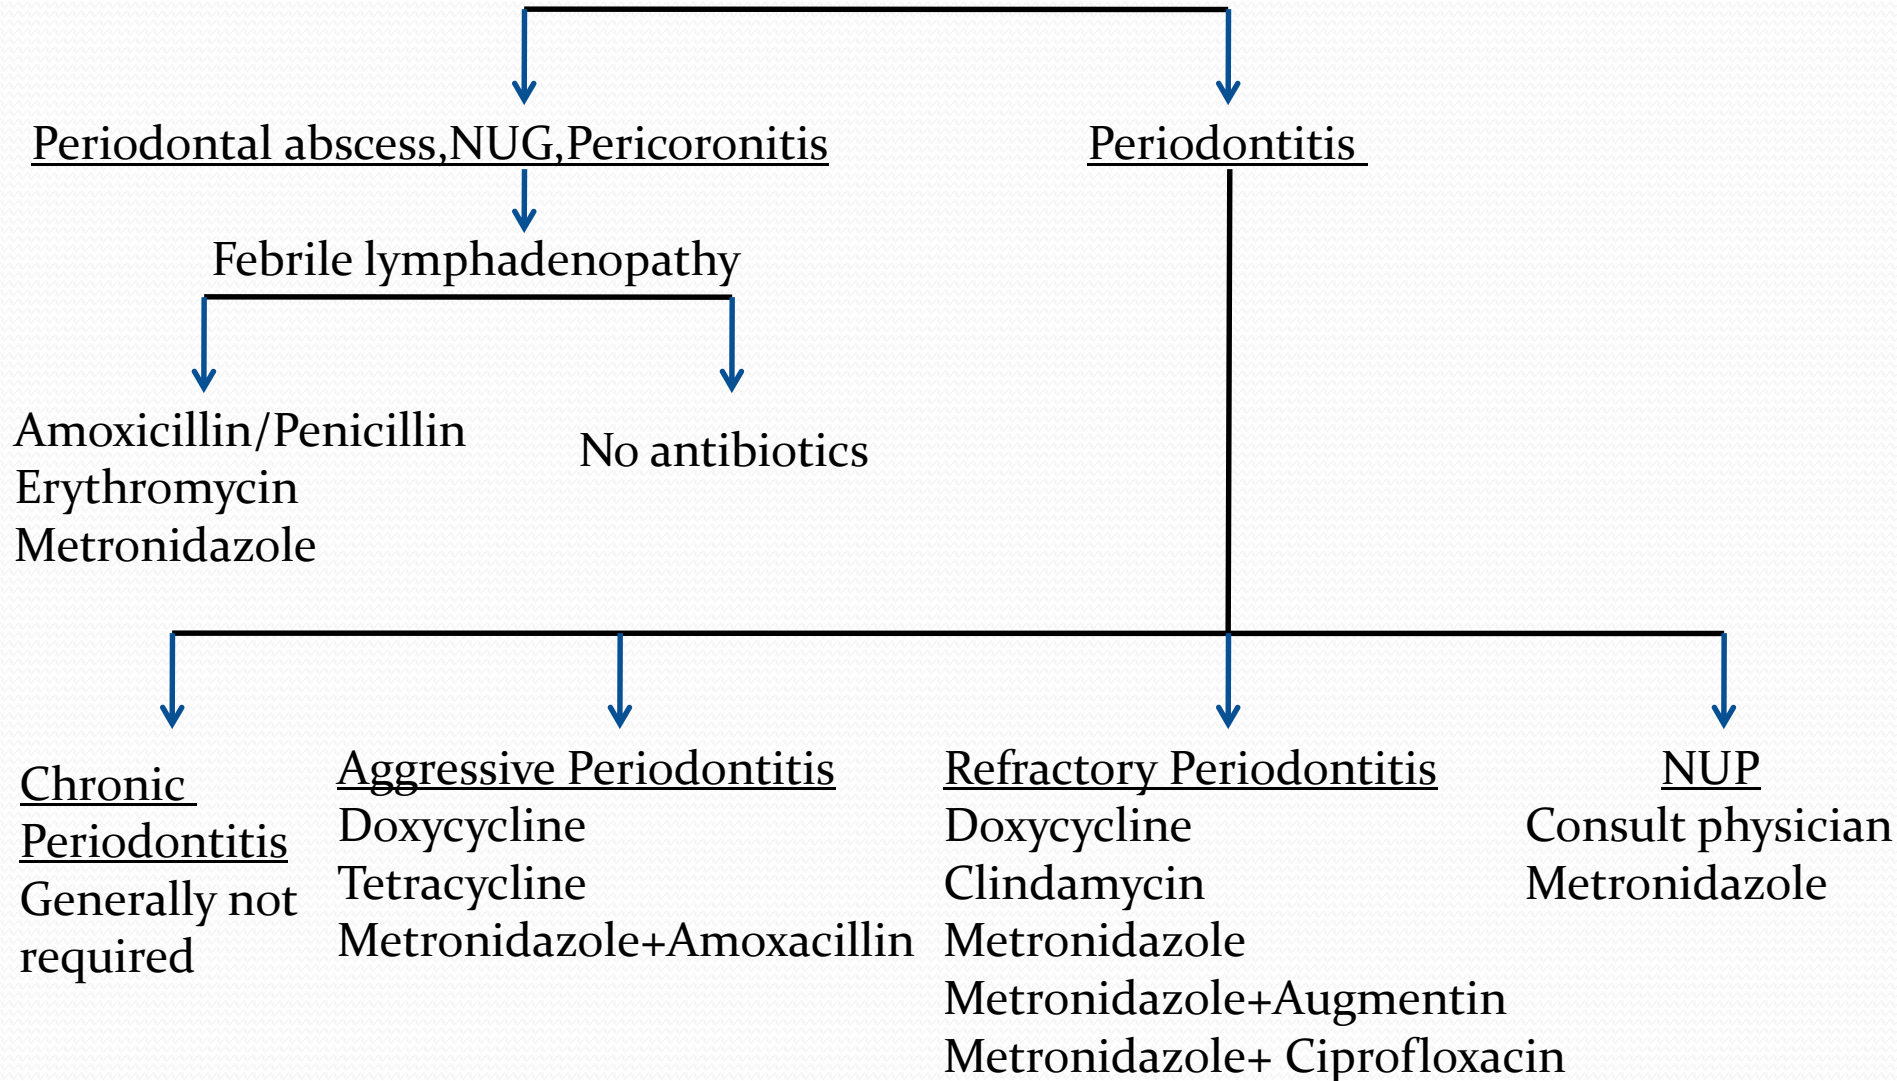 Periodontal abscess,NUG,Pericoronitis
Periodontitis
Febrile lymphadenopathy
Amoxicillin/Penicillin
Erythromycin
Metronidazole
No antibiotics
Chronic
Periodontitis
Generally not
required
Aggressive Periodontitis
Doxycycline
Tetracycline
Metronidazole+Amoxacillin
Refractory Periodontitis
Doxycycline
Clindamycin
Metronidazole
Metronidazole+Augmentin
Metronidazole+ Ciprofloxacin
NUP
Consult physician
Metronidazole